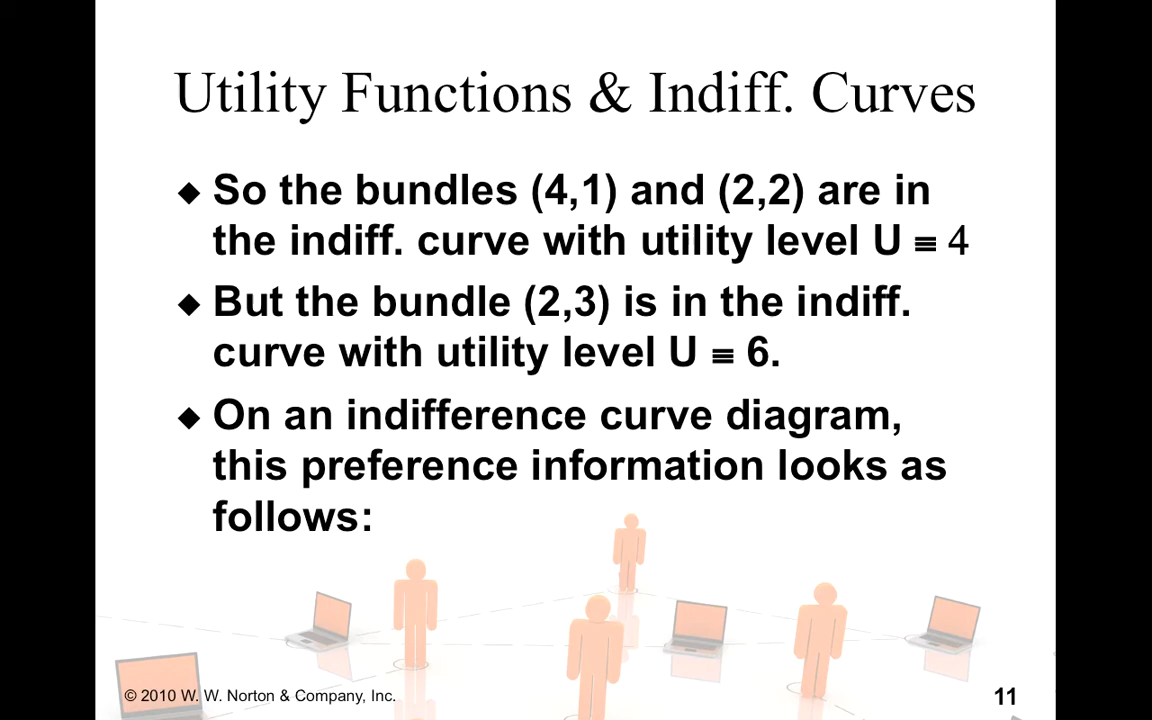 Utility Functions & Indiff. Curves
◆ So the bundles (4,1) and (2,2) are in
the indiff. curve with utility level U ≡ 4
◆ But the bundle (2,3) is in the indiff.
curve with utility level U ≡ 6.
◆ On an indifference curve diagram,
this preference information looks as
follows:
© 2010 W. W. Norton & Company, Inc.
11